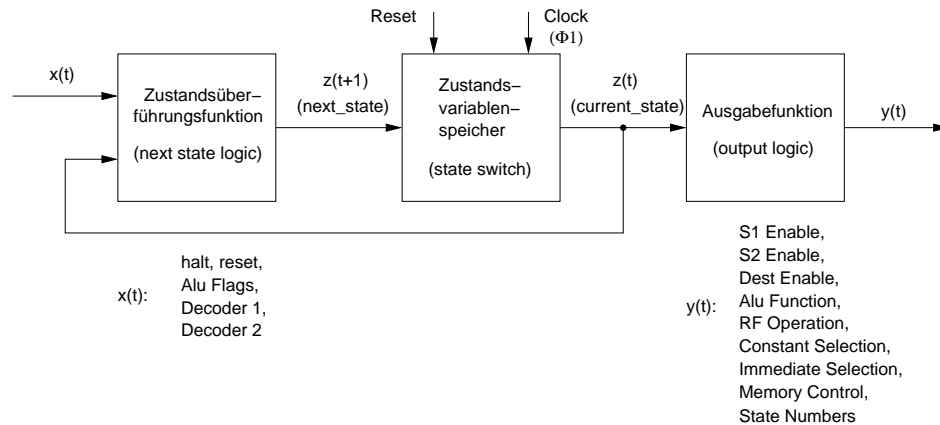 Reset
Clock
(Φ1)
x(t)
Zustandsüber–
führungsfunktion
(next state logic)
z(t+1)
(next_state)
Zustands–
variablen–
speicher
(state switch)
z(t)
(current_state)
Ausgabefunktion
(output logic)
y(t)
x(t):
halt, reset,
Alu Flags,
Decoder 1,
Decoder 2
y(t):
S1 Enable,
S2 Enable,
Dest Enable,
Alu Function,
RF Operation,
Constant Selection,
Immediate Selection,
Memory Control,
State Numbers